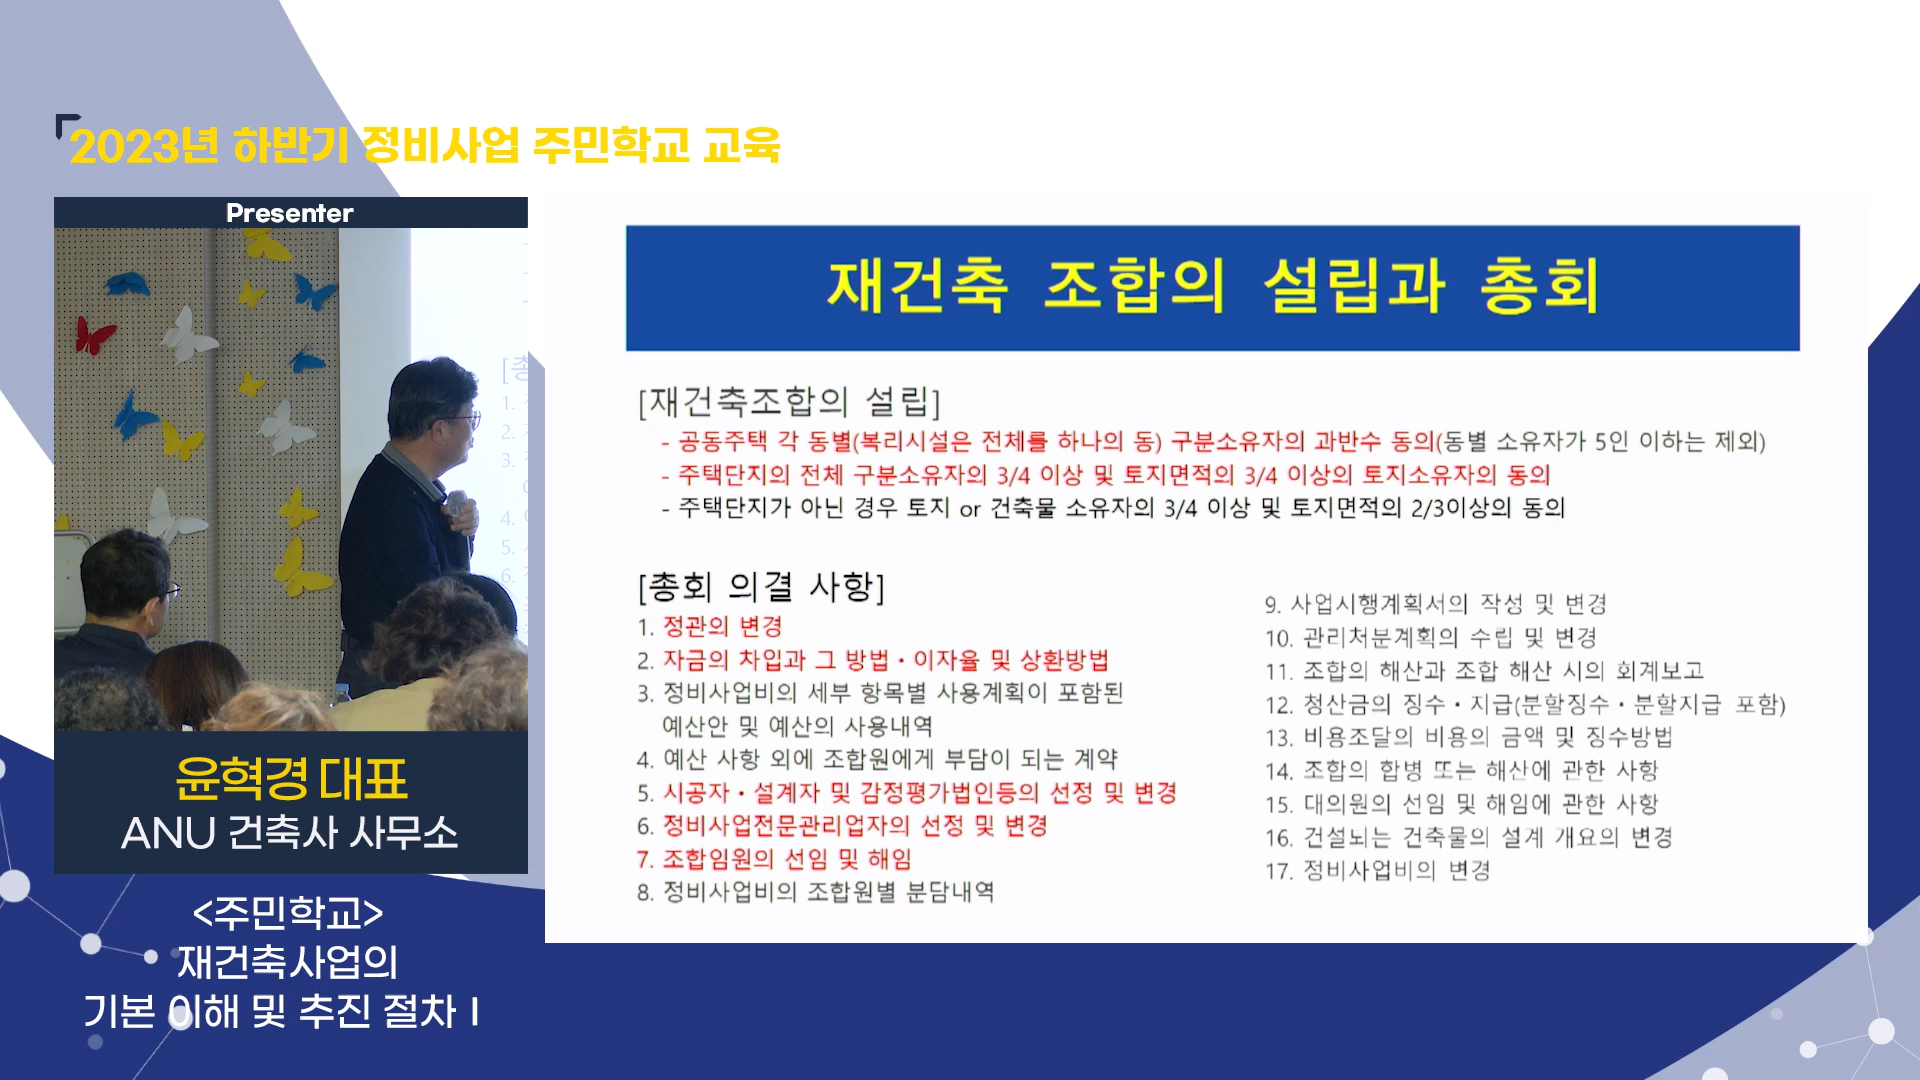 2023년 하반기 정비사업 주민학교 교육
Presenter
[총
1.
2.
3.
4.
5.
6.
윤혁경 대표
ANU 건축사 사무소
<주민학교>
재건축사업의
기본 이해 및 추진 절차 I
재건축 조합의 설립과 총회
[재건축조합의 설립]
- 공동주택 각 동별(복리시설은 전체를 하나의 동) 구분소유자의 과반수 동의(동별 소유자가 5인 이하는 제외)
- 주택단지의 전체 구분소유자의 3/4 이상 및 토지면적의 3/4 이상의 토지소유자의 동의
- 주택단지가 아닌 경우 토지 or 건축물 소유자의 3/4 이상 및 토지면적의 2/3이상의 동의
[총회 의결 사항]
1. 정관의 변경
2. 자금의 차입과 그 방법・이자율 및 상환방법
3. 정비사업비의 세부 항목별 사용계획이 포함된
예산안 및 예산의 사용내역
4. 예산 사항 외에 조합원에게 부담이 되는 계약
5. 시공자・설계자 및 감정평가법인등의 선정 및 변경
6. 정비사업전문관리업자의 선정 및 변경
7. 조합임원의 선임 및 해임
8. 정비사업비의 조합원별 분담내역
9. 사업시행계획서의 작성 및 변경
10. 관리처분계획의 수립 및 변경
11. 조합의 해산과 조합 해산 시의 회계보고
12. 청산금의 징수・지급(분할징수・분할지급 포함)
13. 비용조달의 비용의 금액 및 징수방법
14. 조합의 합병 또는 해산에 관한 사항
15. 대의원의 선임 및 해임에 관한 사항
16. 건설뇌는 건축물의 설계 개요의 변경
17. 정비사업비의 변경